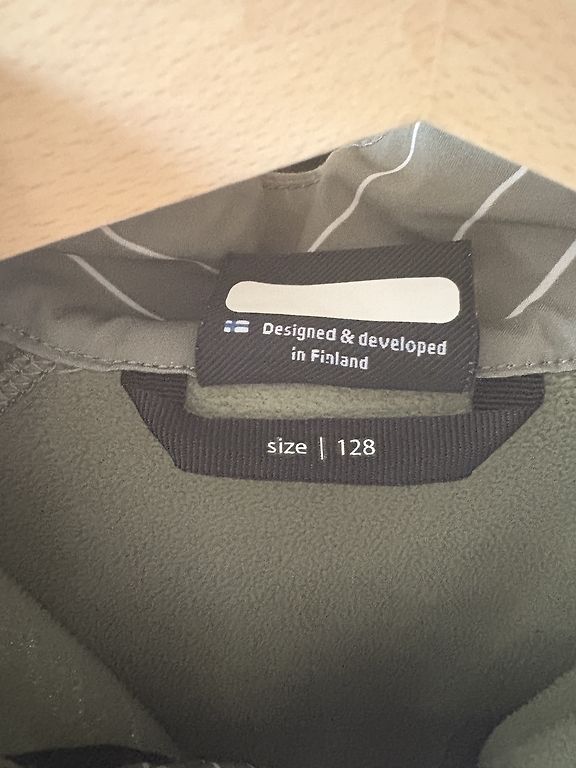 Designed & developed
in Finland
size | 128